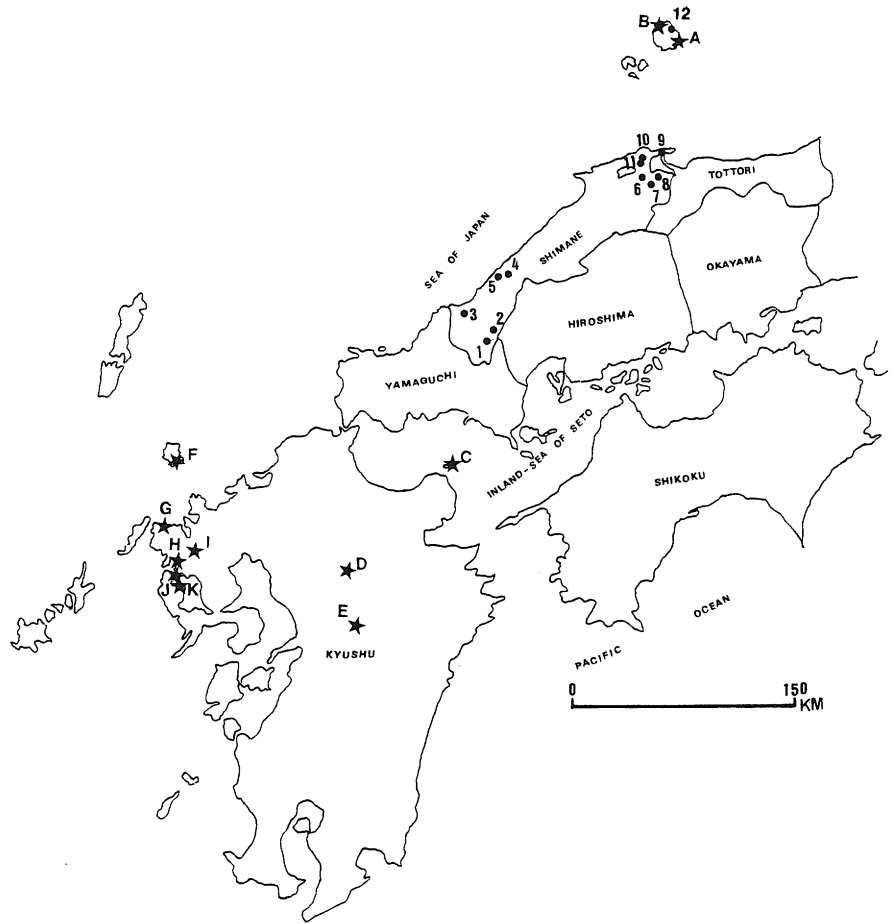 B
12
A
10
9
11
TOTTORI
6
8
7
SEA OF JAPAN
SHIMANE
OKAYAMA
4
5
3
2
HIROSHIMA
1
YAMAGUCHI
F
C
INLAND-SEA OF SETO
SHIKOKU
G
H
I
D
J
K
E
OCEAN
KYUSHU
PACIFIC
0
150
KM